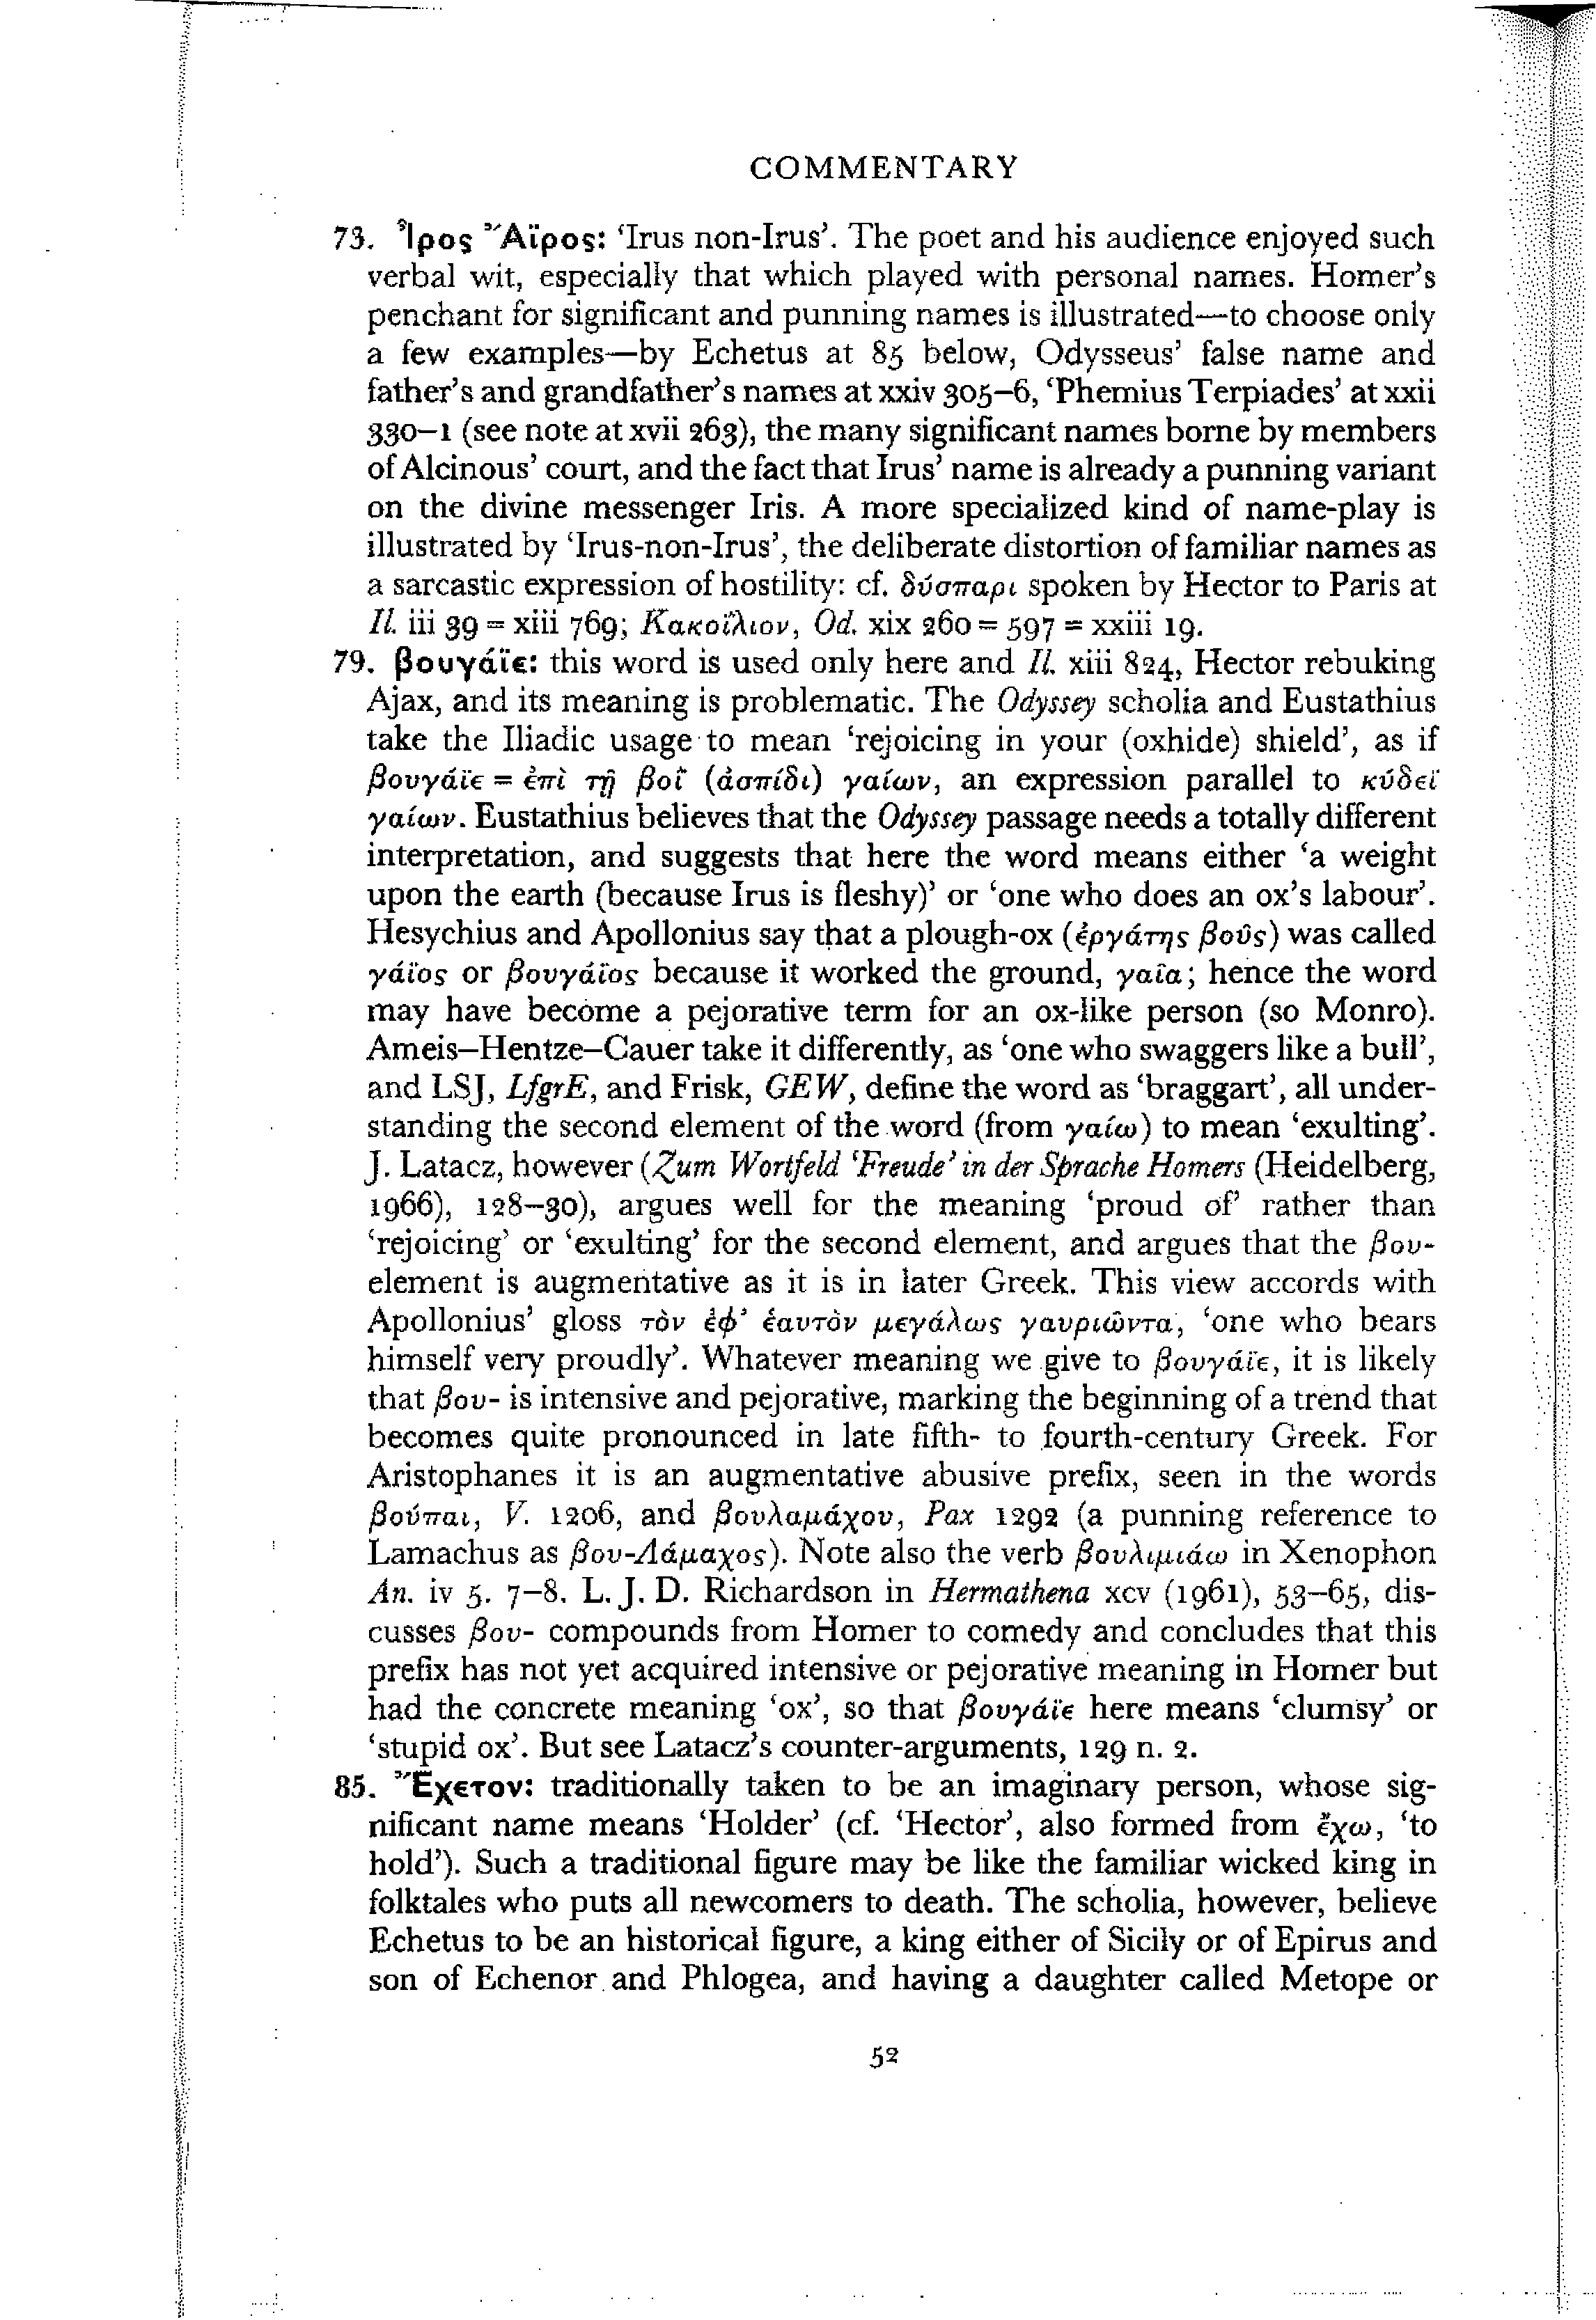 COMMENTARY
73. Ἶρος Ἄϊρος: ‘Irus non-Irus’. The poet and his audience enjoyed such
verbal wit, especially that which played with personal names. Homer’s
penchant for significant and punning names is illustrated—to choose only
a few examples—by Echetus at 85 below, Odysseus’ false name and
father’s and grandfather’s names at xxiv 305–6, ‘Phemius Terpiades’ at xxii
330–1 (see note at xvii 263), the many significant names borne by members
of Alcinous’ court, and the fact that Irus’ name is already a punning variant
on the divine messenger Iris. A more specialized kind of name-play is
illustrated by ‘Irus-non-Irus’, the deliberate distortion of familiar names as
a sarcastic expression of hostility: cf. δύσπαρι spoken by Hector to Paris at
Il. iii 39 = xiii 769; Κακοΐλιον, Od. xix 260 = 597 = xxiii 19.
79. βουγάϊε: this word is used only here and Il. xiii 824, Hector rebuking
Ajax, and its meaning is problematic. The Odyssey scholia and Eustathius
take the Iliadic usage to mean ‘rejoicing in your (oxhide) shield’, as if
βουγάϊε = ἐπὶ τῇ βοΐ (ἀσπίδι) γαίων, an expression parallel to κύδεϊ
γαίων. Eustathius believes that the Odyssey passage needs a totally different
interpretation, and suggests that here the word means either ‘a weight
upon the earth (because Irus is fleshy)’ or ‘one who does an ox’s labour’.
Hesychius and Apollonius say that a plough-ox (ἐργάτης βοῦς) was called
γάϊος or βουγάϊος because it worked the ground, γαῖα; hence the word
may have become a pejorative term for an ox-like person (so Monro).
Ameis–Hentze–Cauer take it differently, as ‘one who swaggers like a bull’,
and LSJ, LfgrE, and Frisk, GEW, define the word as ‘braggart’, all under-
standing the second element of the word (from γαίω) to mean ‘exulting’.
J. Latacz, however (Zum Wortfeld ‘Freude’ in der Sprache Homers (Heidelberg,
1966), 128–30), argues well for the meaning ‘proud of’ rather than
‘rejoicing’ or ‘exulting’ for the second element, and argues that the βου-
element is augmentative as it is in later Greek. This view accords with
Apollonius’ gloss τὸν ἐφ’ ἑαυτὸν μεγάλως γαυριῶντα, ‘one who bears
himself very proudly’. Whatever meaning we give to βουγάϊε, it is likely
that βου- is intensive and pejorative, marking the beginning of a trend that
becomes quite pronounced in late fifth- to fourth-century Greek. For
Aristophanes it is an augmentative abusive prefix, seen in the words
βούπαι, V. 1206, and βουλαμάχου, Pax 1292 (a punning reference to
Lamachus as βου-Λάμαχος). Note also the verb βουλιμιάω in Xenophon
An. iv 5. 7–8. L. J. D. Richardson in Hermathena xcv (1961), 53–65, dis-
cusses βου- compounds from Homer to comedy and concludes that this
prefix has not yet acquired intensive or pejorative meaning in Homer but
had the concrete meaning ‘ox’, so that βουγάϊε here means ‘clumsy’ or
‘stupid ox’. But see Latacz’s counter-arguments, 129 n. 2.
85. Ἔχετον: traditionally taken to be an imaginary person, whose sig-
nificant name means ‘Holder’ (cf. ‘Hector’, also formed from ἔχω, ‘to
hold’). Such a traditional figure may be like the familiar wicked king in
folktales who puts all newcomers to death. The scholia, however, believe
Echetus to be an historical figure, a king either of Sicily or of Epirus and
son of Echenor and Phlogea, and having a daughter called Metope or
52